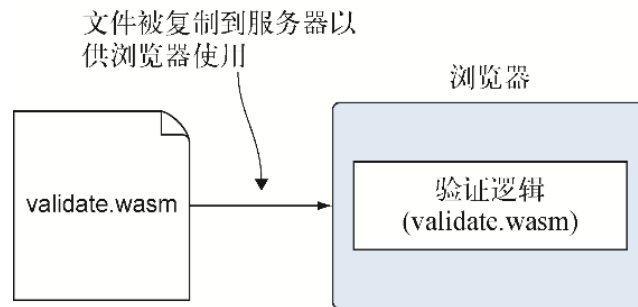 文件被复制到服务器以
供浏览器使用
浏览器
validate.wasm
验证逻辑
(validate.wasm)